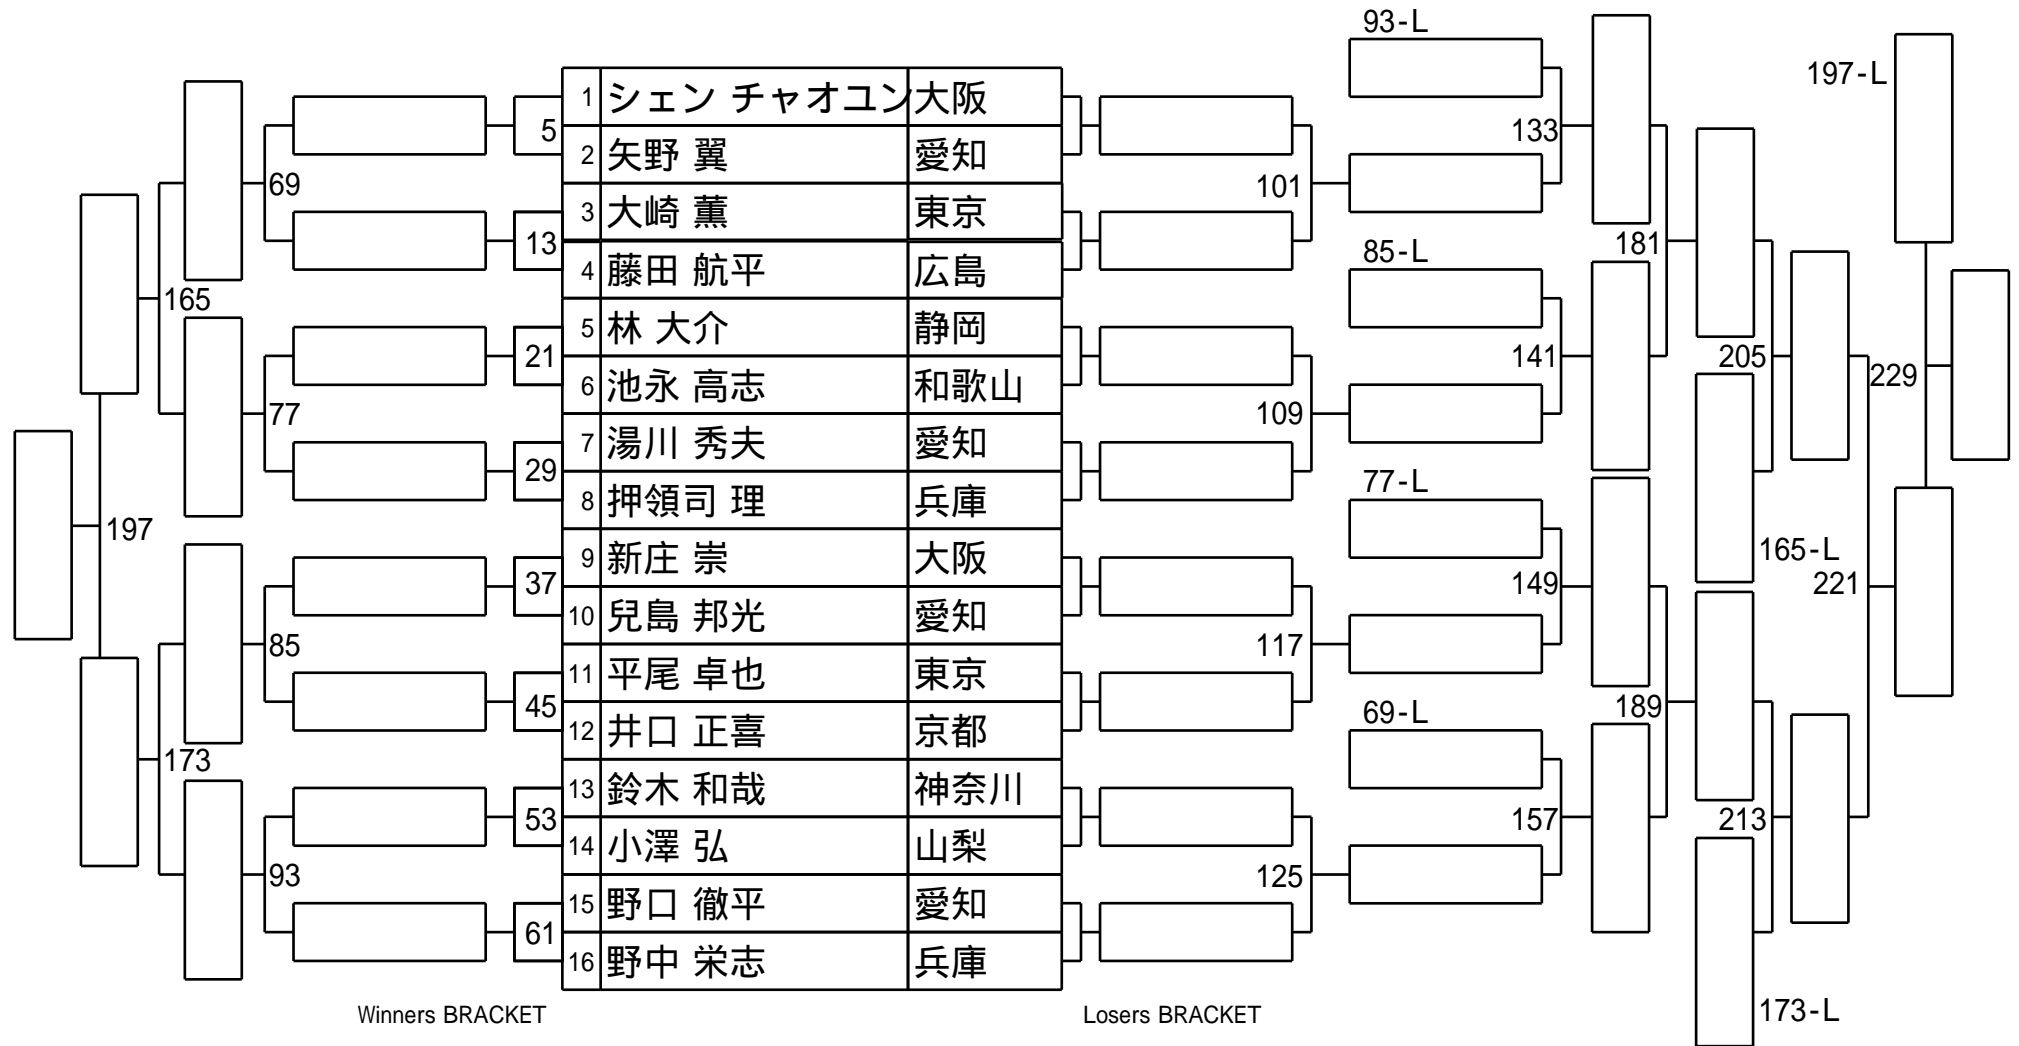 93-L
197-L
1 シェン チャオユン 大阪
5
133
2 矢野 翼 愛知
69
101
3 大崎 薫 東京
13
181
4 藤田 航平 広島
85-L
165
5 林 大介 静岡
21
141
205
229
6 池永 高志 和歌山
77
109
7 湯川 秀夫 愛知
29
77-L
8 押領司 理 兵庫
197
9 新庄 崇 大阪
165-L
37
149
221
10 兒島 邦光 愛知
85
117
11 平尾 卓也 東京
45
189
69-L
12 井口 正喜 京都
173
13 鈴木 和哉 神奈川
53
157
213
14 小澤 弘 山梨
93
125
15 野口 徹平 愛知
61
16 野中 栄志 兵庫
Winners BRACKET
Losers BRACKET
173-L